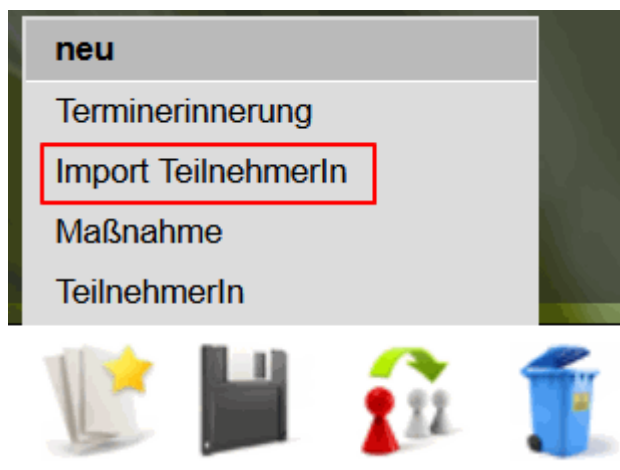 neu
Terminerinnerung
Import TeilnehmerIn
Maßnahme
TeilnehmerIn